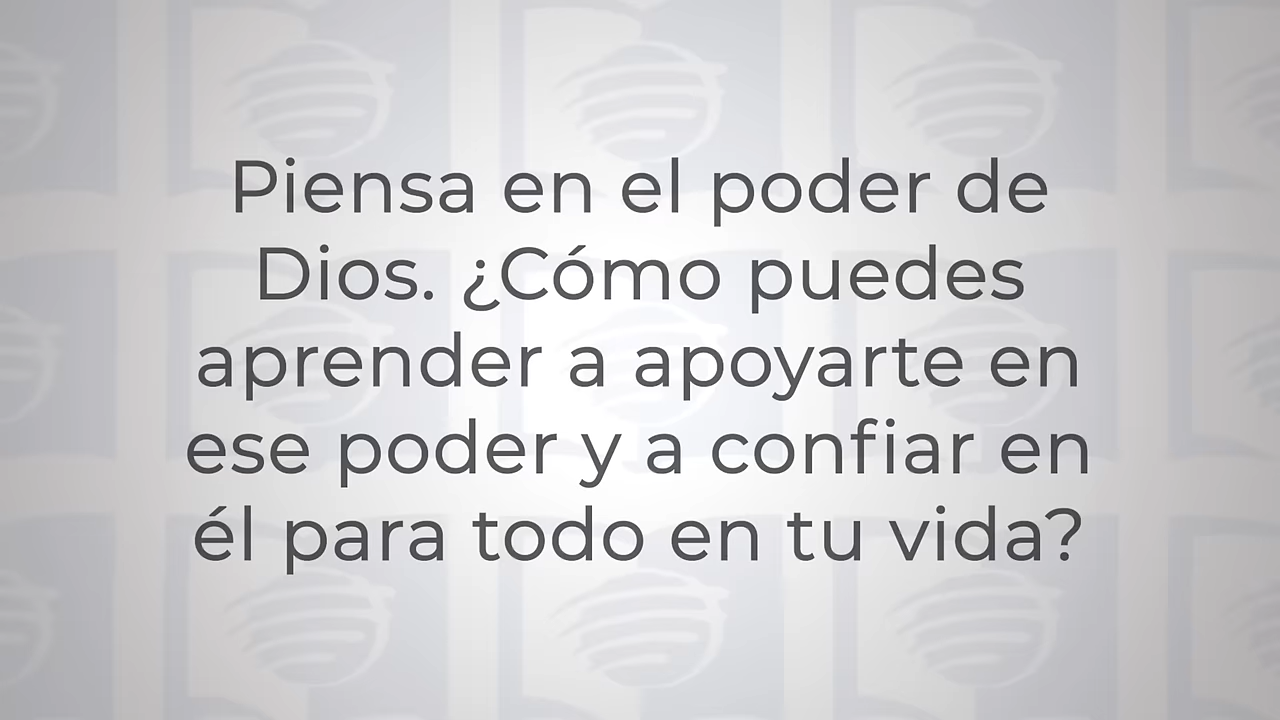 Piensa en el poder de
Dios. ¿Cómo puedes
aprender a apoyarte en
ese poder y a confiar en
él para todo en tu vida?